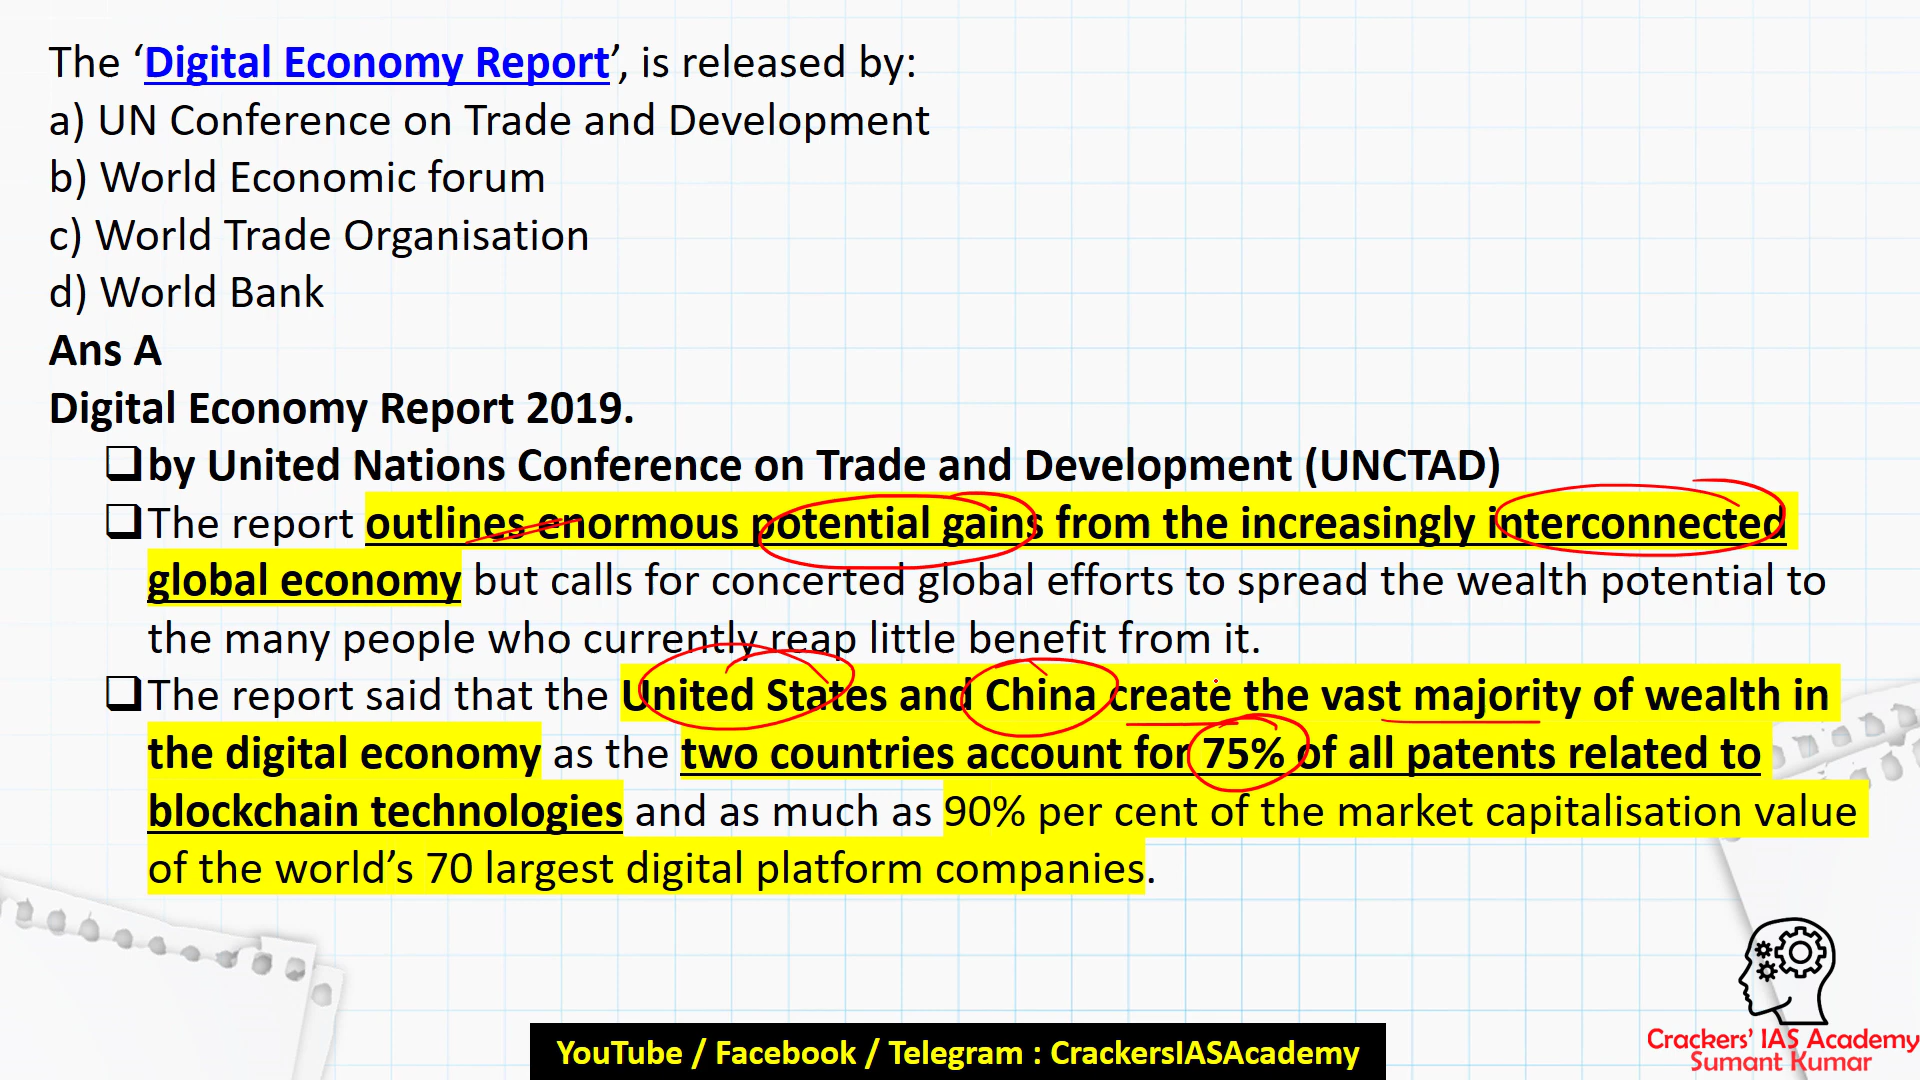 The ‘Digital Economy Report’, is released by:
a) UN Conference on Trade and Development
b) World Economic forum
c) World Trade Organisation
d) World Bank
Ans A
Digital Economy Report 2019.
❑by United Nations Conference on Trade and Development (UNCTAD)
❑The report outlines enormous potential gains from the increasingly interconnected
global economy but calls for concerted global efforts to spread the wealth potential to
the many people who currently reap little benefit from it.
❑The report said that the United States and China create the vast majority of wealth in
the digital economy as the two countries account for 75% of all patents related to
blockchain technologies and as much as 90% per cent of the market capitalisation value
of the world’s 70 largest digital platform companies.
Crackers’ IAS Academy
Sumant Kumar
YouTube / Facebook / Telegram : CrackersIASAcademy